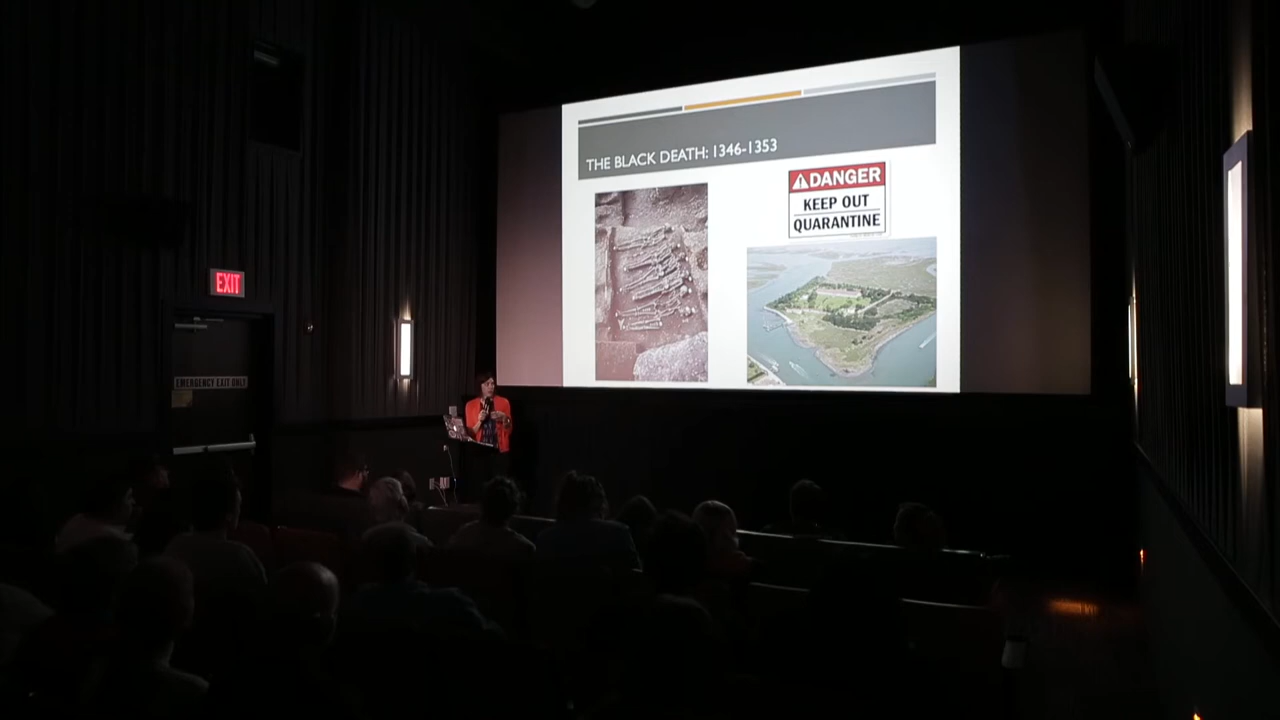 THE BLACK DEATH: 1346-1353
DANGER
KEEP OUT
QUARANTINE
EXIT
EMERGENCY EXIT ONLY